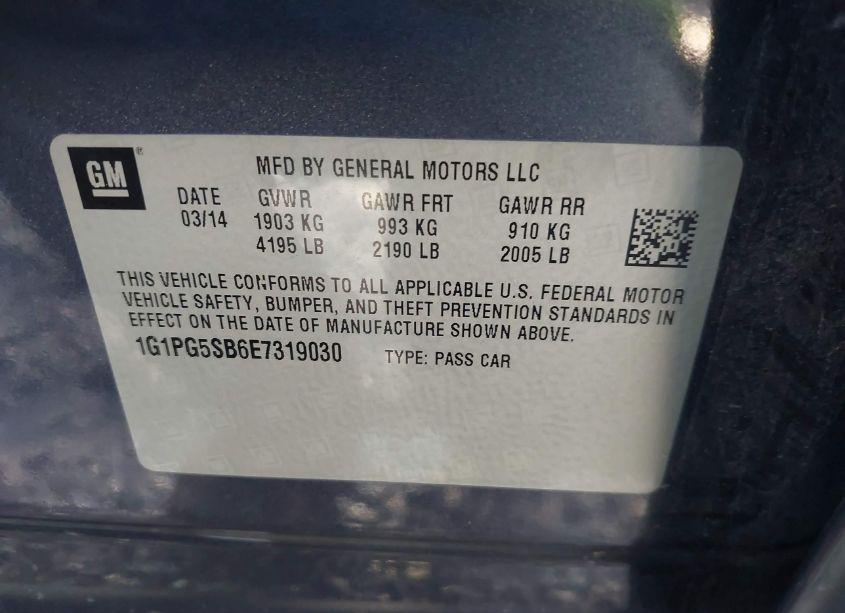 GM®
MFD BY GENERAL MOTORS LLC
DATE GVWR GAWR FRT GAWR RR
03/14 1903 KG 993 KG 910 KG
4195 LB 2190 LB 2005 LB
THIS VEHICLE CONFORMS TO ALL APPLICABLE U.S. FEDERAL MOTOR
VEHICLE SAFETY, BUMPER, AND THEFT PREVENTION STANDARDS IN
EFFECT ON THE DATE OF MANUFACTURE SHOWN ABOVE.
1G1PG5SB6E7319030 TYPE: PASS CAR